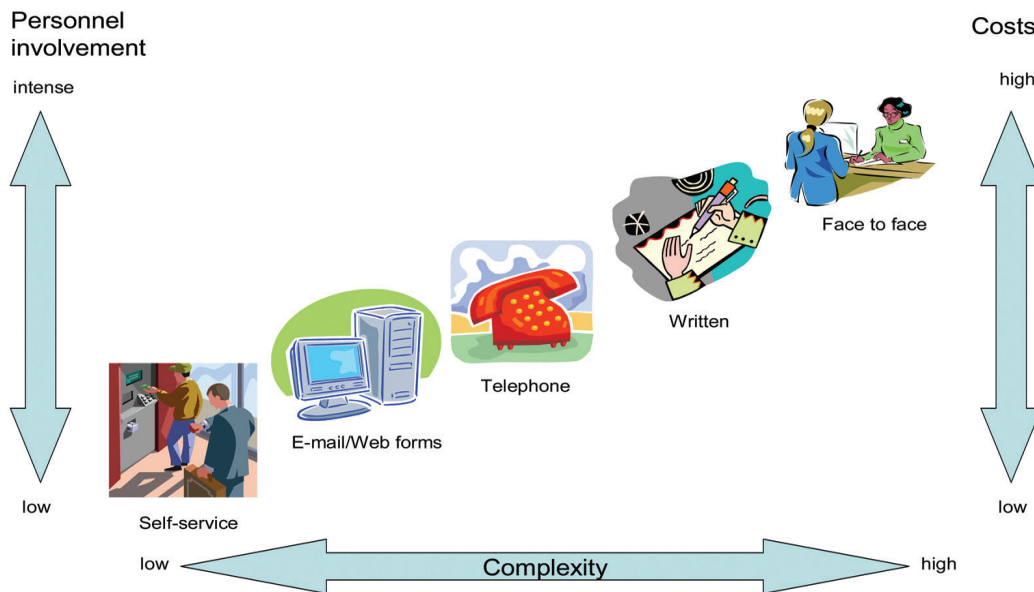 Personnel
involvement
Costs
intense
high
Face to face
Written
Telephone
E-mail/Web forms
low
low
Self-service
low
Complexity
high